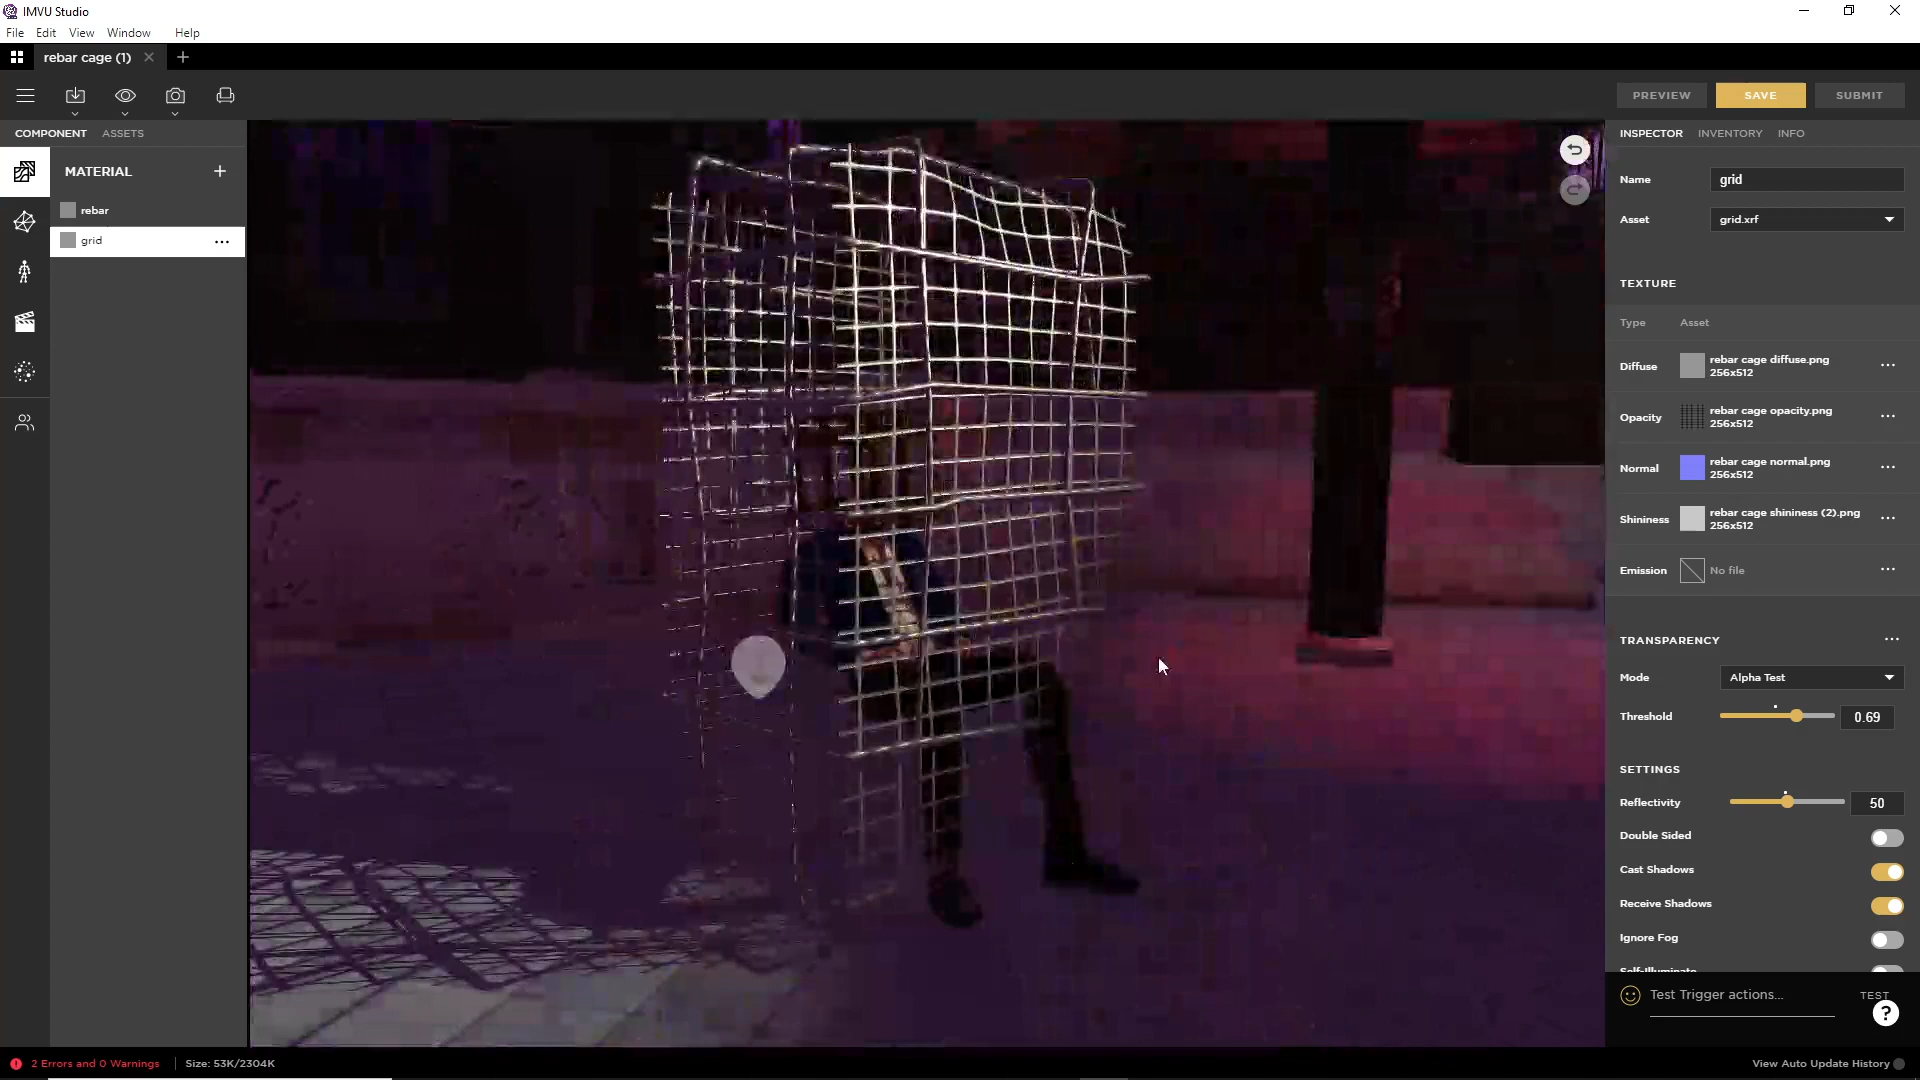 IMVU Studio
File Edit View Window Help
rebar cage (1)
PREVIEW SAVE SUBMIT
COMPONENT ASSETS
INSPECTOR INVENTORY INFO
MATERIAL
rebar
grid
Name grid
Asset grid.xrf
TEXTURE
Type Asset
Diffuse rebar cage diffuse.png
256x512
Opacity rebar cage opacity.png
256x512
Normal rebar cage normal.png
256x512
Shininess rebar cage shininess (2).png
256x512
Emission No file
TRANSPARENCY
Mode Alpha Test
Threshold 0.69
SETTINGS
Reflectivity 50
Double Sided
Cast Shadows
Receive Shadows
Ignore Fog
Self-Illuminate
Test Trigger actions... TEST
?
2 Errors and 0 Warnings Size: 53K/2304K
View Auto Update History